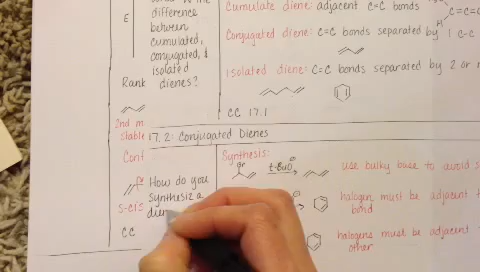 difference
between
cumulated,
conjugated, &
isolated
dienes?
E
Rank
2nd m
stable
Conf
S-CIS
CC
Cumulate diene: adjacent C=C bonds
C=C=C
H
Conjugated diene: C=C bonds separated by 1 C-C
Isolated diene: C=C bonds separated by 2 or
CC 17.1
17.2: Conjugated Dienes
How do you
synthesize a
dien
Synthesis:
Br
t-BuO
use bulky base to avoid s
halogen must be adjacent t
bond
halogens must be adjacent t
other